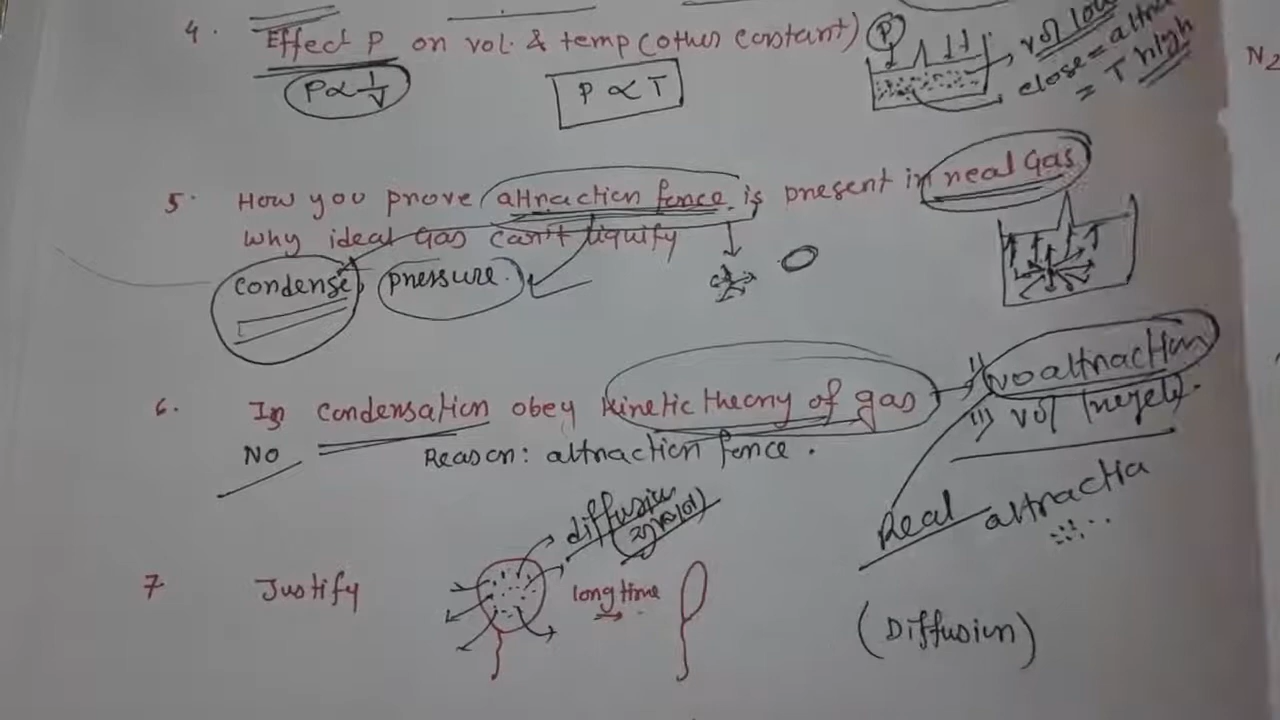 4. Effect P on vol. & temp (other constant) P vol low
P ∝ 1/V P ∝ T close = attra
= T high
N2
5. How you prove attraction force is present in real Gas
Why ideal Gas can't liquify
condense, pressure.
6. In condensation obey kinetic theory of gas i) no attraction
NO Reason: attraction force. ii) vol
Real attractia
diffusion
7 Justify long time
(Diffusion)